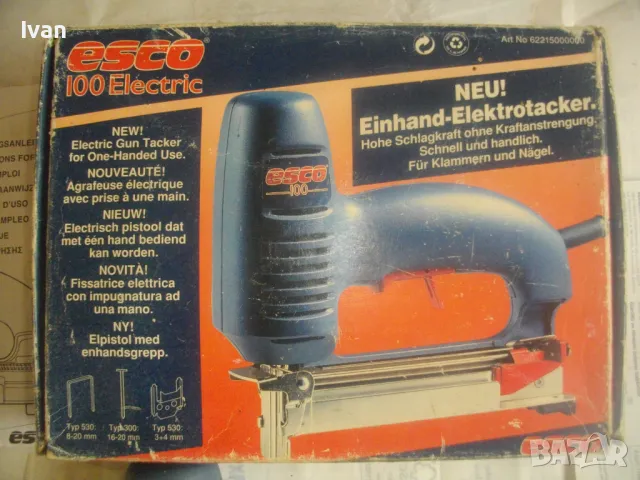 Ivan
esco
100 Electric
NEW!
Electric Gun Tacker
for One-Handed Use.
NOUVEAUTÉ!
Agrafeuse électrique
avec prise à une main.
NIEUW!
Electrisch pistool dat
met één hand bediend
kan worden.
NOVITÀ!
Fissatrice elettrica
con impugnatura ad
una mano.
NY!
Elpistol med
enhandsgrepp.
Typ 530: Typ 300: Typ 530:
8-20 mm 16-20 mm 3+4 mm
Art No 62215000000
NEU!
Einhand-Elektrotacker.
Hohe Schlagkraft ohne Kraftanstrengung.
Schnell und handlich.
Für Klammern und Nägel.
esco
100
BAZAR